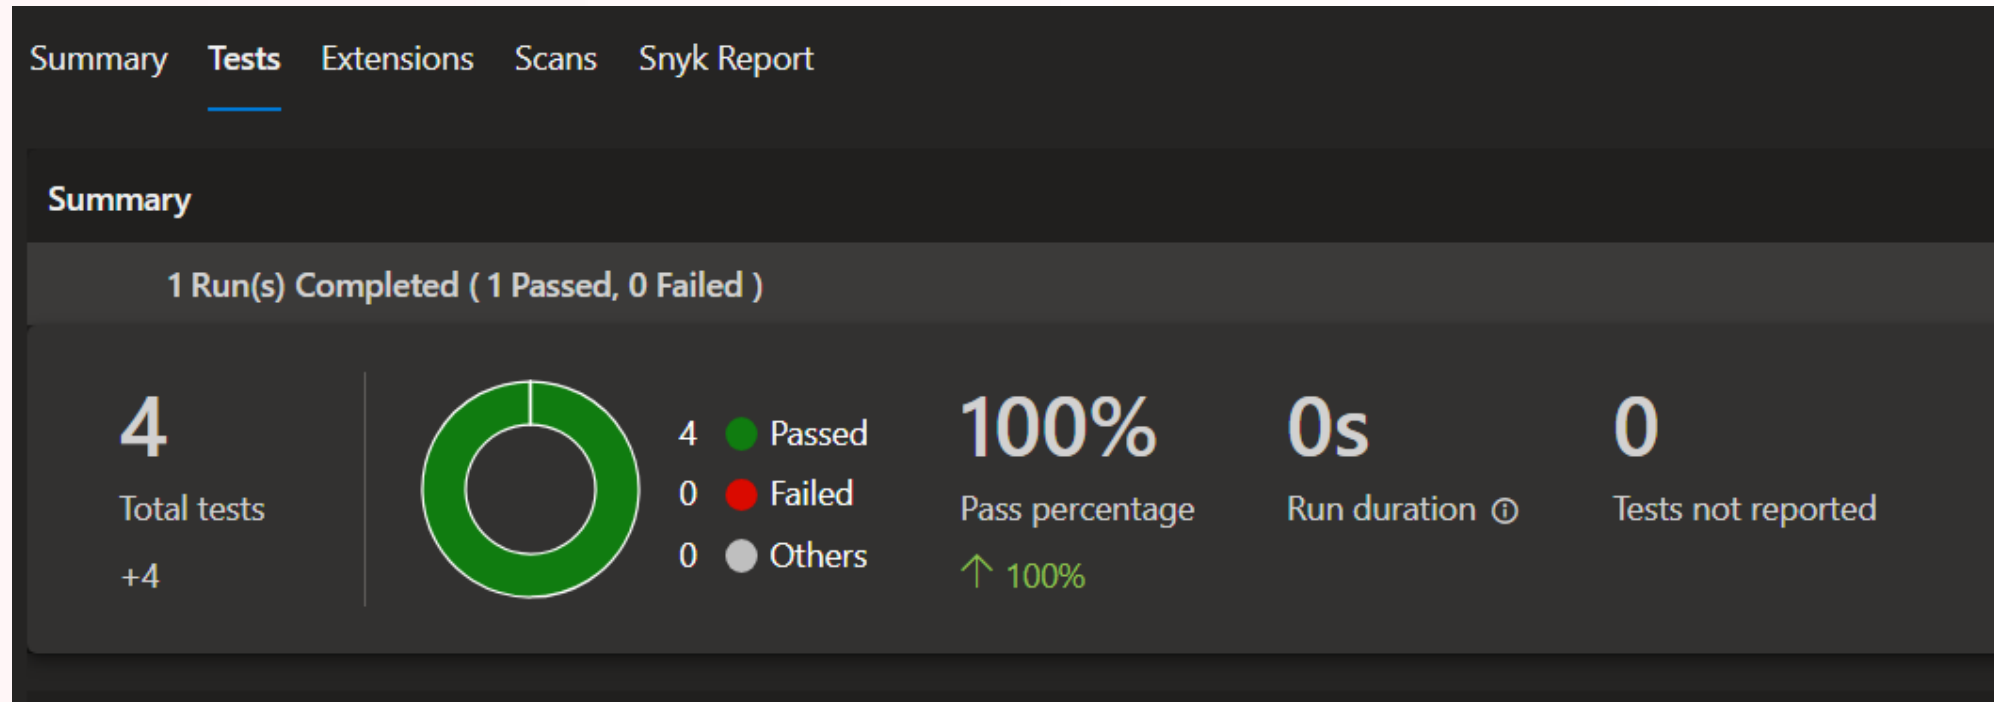 Summary Tests Extensions Scans Snyk Report
Summary
1 Run(s) Completed ( 1 Passed, 0 Failed )
4
Total tests
+4
4 Passed
0 Failed
0 Others
100%
Pass percentage
↑ 100%
0s
Run duration
0
Tests not reported